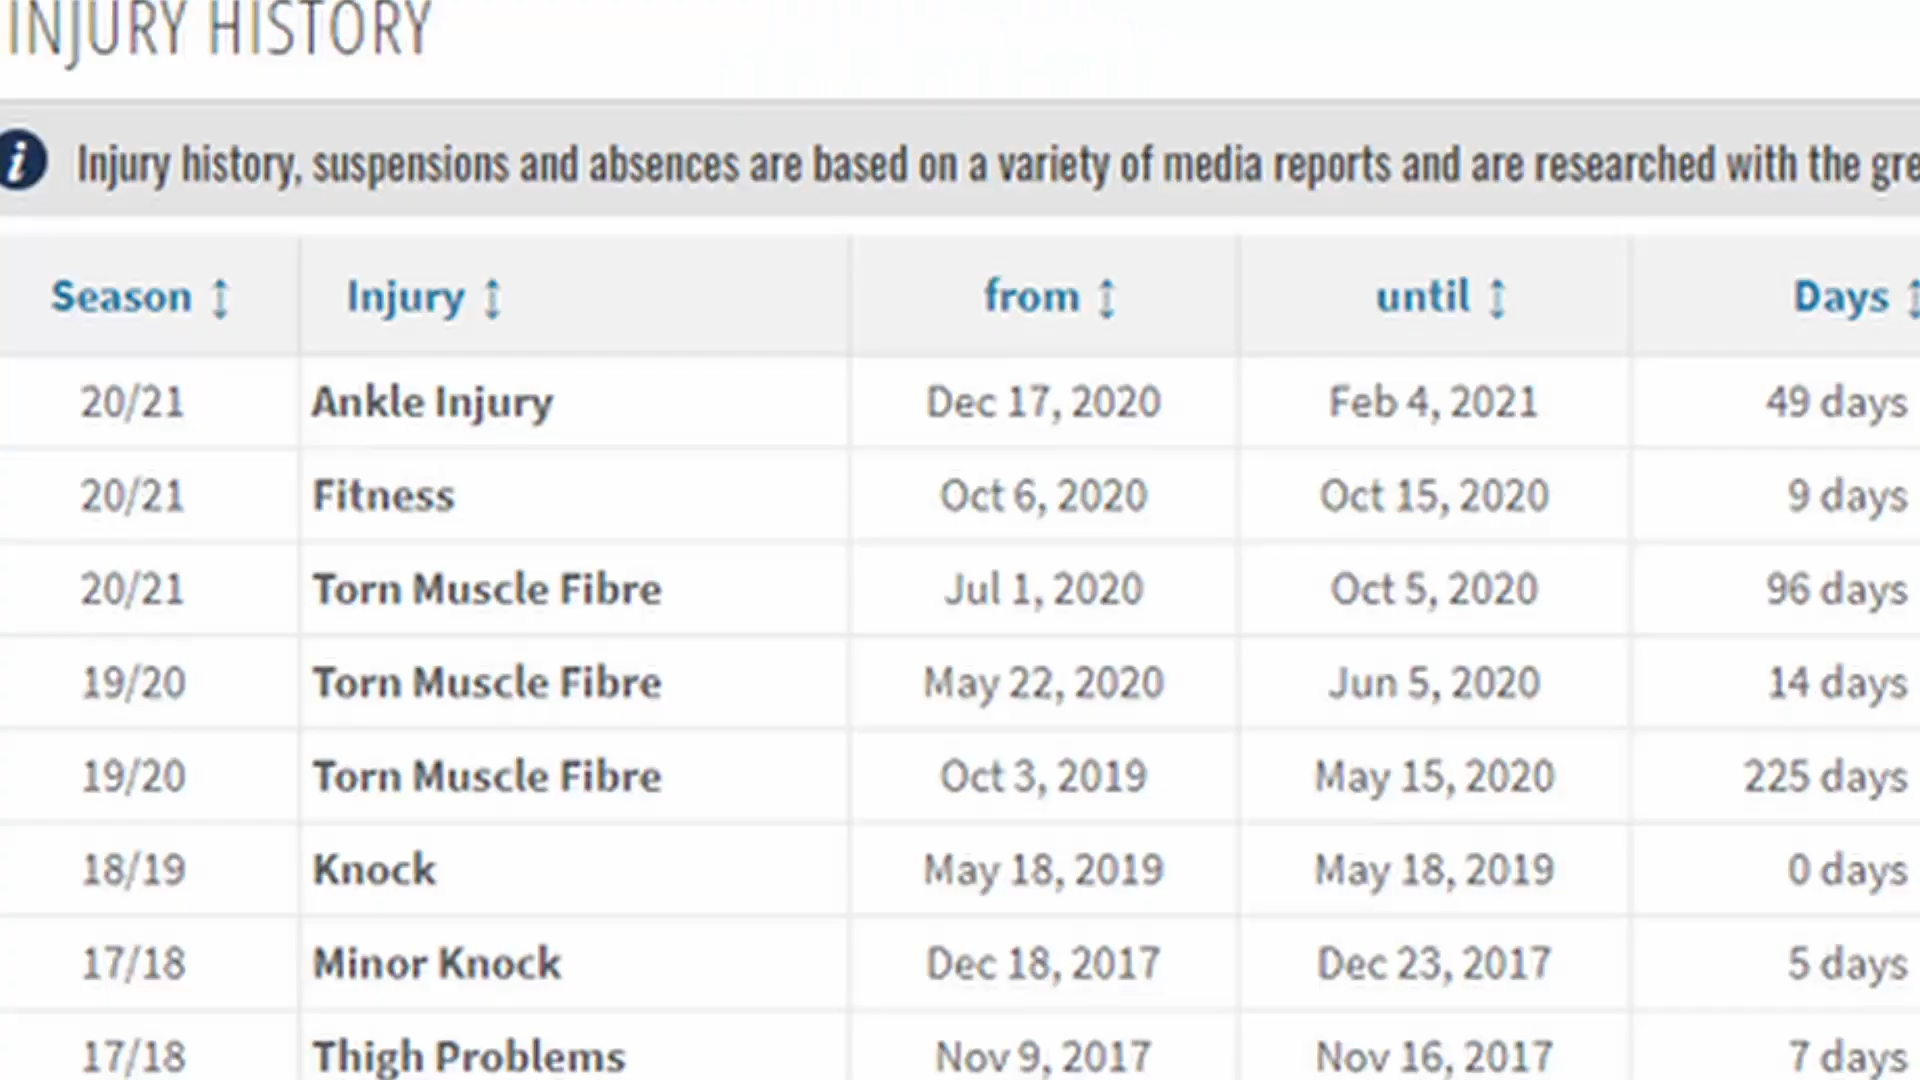 INJURY HISTORY
i Injury history, suspensions and absences are based on a variety of media reports and are researched with the gre
Season ↕ Injury ↕ from ↕ until ↕ Days ↕
20/21 Ankle Injury Dec 17, 2020 Feb 4, 2021 49 days
20/21 Fitness Oct 6, 2020 Oct 15, 2020 9 days
20/21 Torn Muscle Fibre Jul 1, 2020 Oct 5, 2020 96 days
19/20 Torn Muscle Fibre May 22, 2020 Jun 5, 2020 14 days
19/20 Torn Muscle Fibre Oct 3, 2019 May 15, 2020 225 days
18/19 Knock May 18, 2019 May 18, 2019 0 days
17/18 Minor Knock Dec 18, 2017 Dec 23, 2017 5 days
17/18 Thigh Problems Nov 9, 2017 Nov 16, 2017 7 days